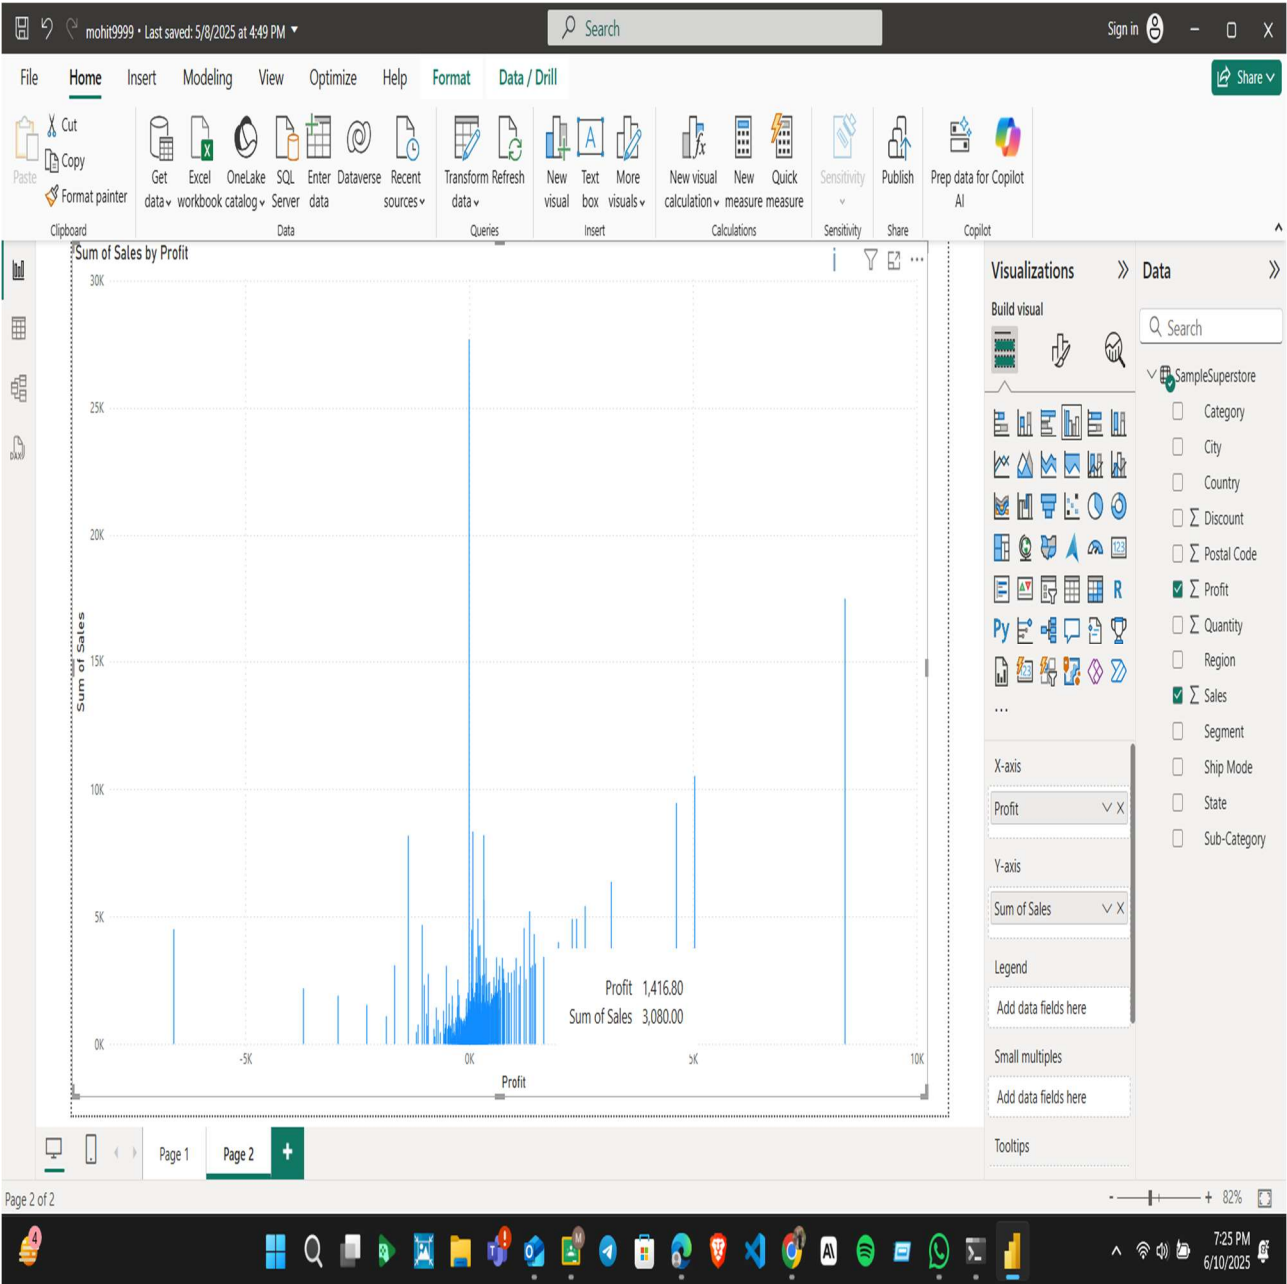 mohit9999 • Last saved: 5/8/2025 at 4:49 PM
Search
Sign in
File Home Insert Modeling View Optimize Help Format Data / Drill
Share
Paste
Cut
Copy
Format painter
Clipboard
Get data
Excel workbook
OneLake catalog
SQL Server
Enter data
Dataverse
Recent sources
Data
Transform data
Refresh
Queries
New visual
Text box
More visuals
Insert
New visual calculation
New measure
Quick measure
Calculations
Sensitivity
Sensitivity
Publish
Share
Prep data for AI
Copilot
Copilot
Sum of Sales by Profit
30K
25K
20K
15K
10K
5K
0K
Sum of Sales
-5K 0K 5K 10K
Profit
Profit 1,416.80
Sum of Sales 3,080.00
Visualizations
Build visual
123
R
Py
123
...
X-axis
Profit
Y-axis
Sum of Sales
Legend
Add data fields here
Small multiples
Add data fields here
Tooltips
Data
Search
SampleSuperstore
Category
City
Country
∑ Discount
∑ Postal Code
∑ Profit
∑ Quantity
Region
∑ Sales
Segment
Ship Mode
State
Sub-Category
DAX
Page 1
Page 2
+
Page 2 of 2
- + 82%
4
M
7:25 PM
6/10/2025